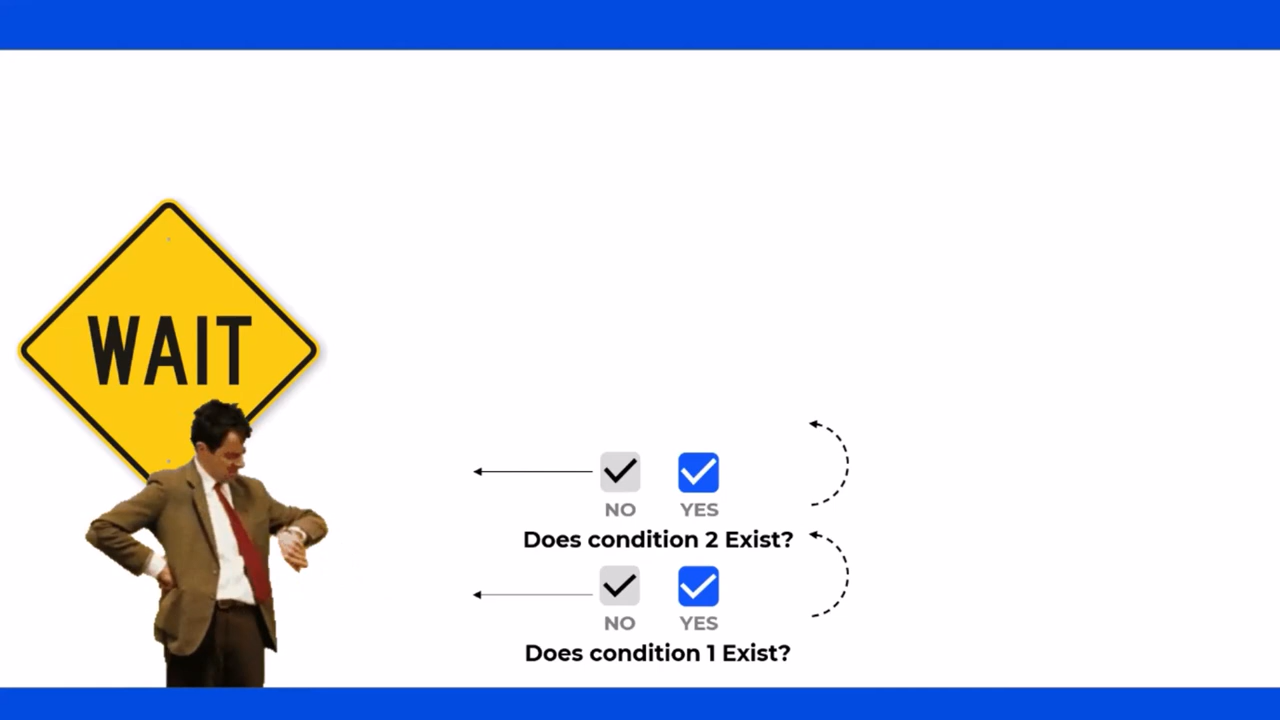 WAIT
NO YES
Does condition 2 Exist?
NO YES
Does condition 1 Exist?